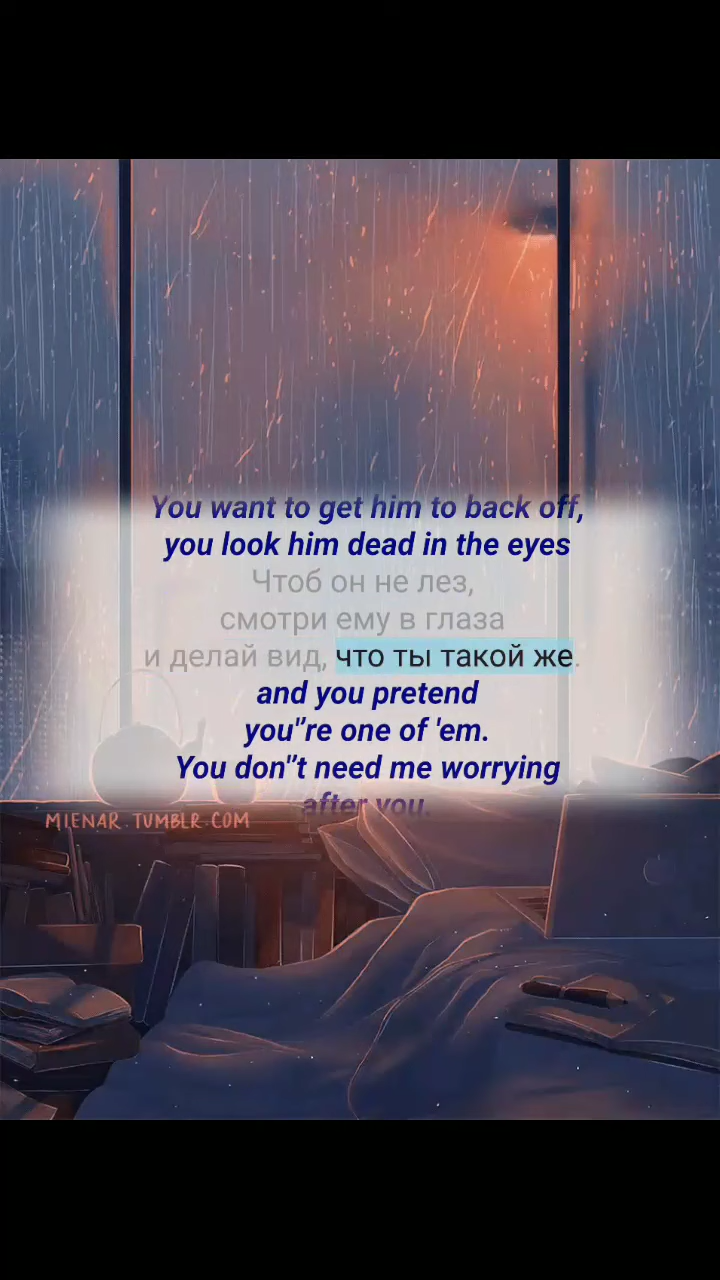 You want to get him to back off,
you look him dead in the eyes
Чтоб он не лез,
смотри ему в глаза
и делай вид, что ты такой же.
and you pretend
you"re one of 'em.
You don"t need me worrying
after you.
MIENAR.TUMBLR.COM